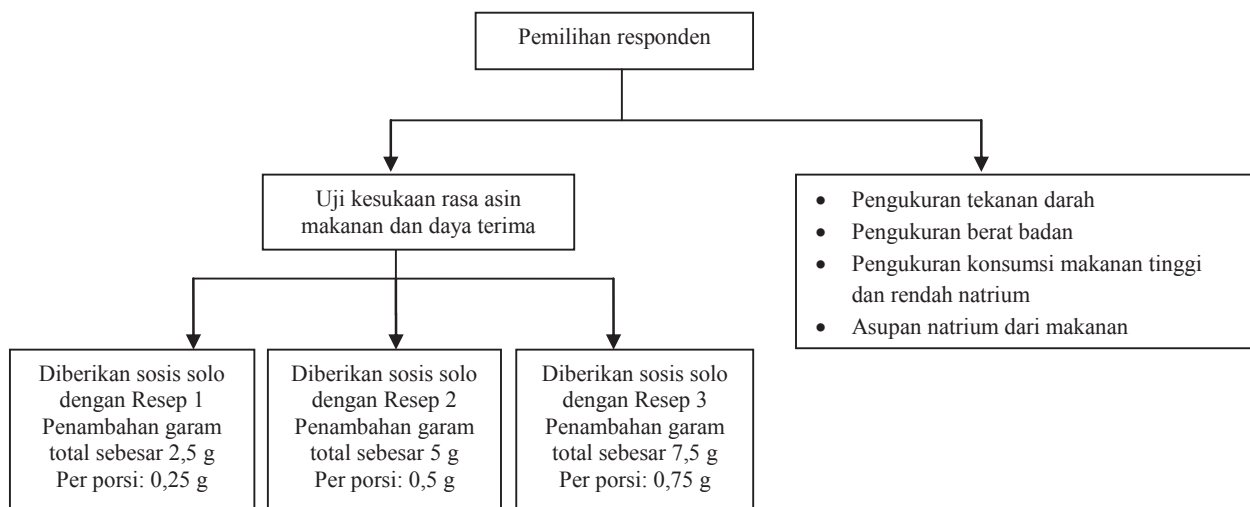 Pemilihan responden
Uji kesukaan rasa asin
makanan dan daya terima
• Pengukuran tekanan darah
• Pengukuran berat badan
• Pengukuran konsumsi makanan tinggi
dan rendah natrium
• Asupan natrium dari makanan
Diberikan sosis solo
dengan Resep 1
Penambahan garam
total sebesar 2,5 g
Per porsi: 0,25 g
Diberikan sosis solo
dengan Resep 2
Penambahan garam
total sebesar 5 g
Per porsi: 0,5 g
Diberikan sosis solo
dengan Resep 3
Penambahan garam
total sebesar 7,5 g
Per porsi: 0,75 g